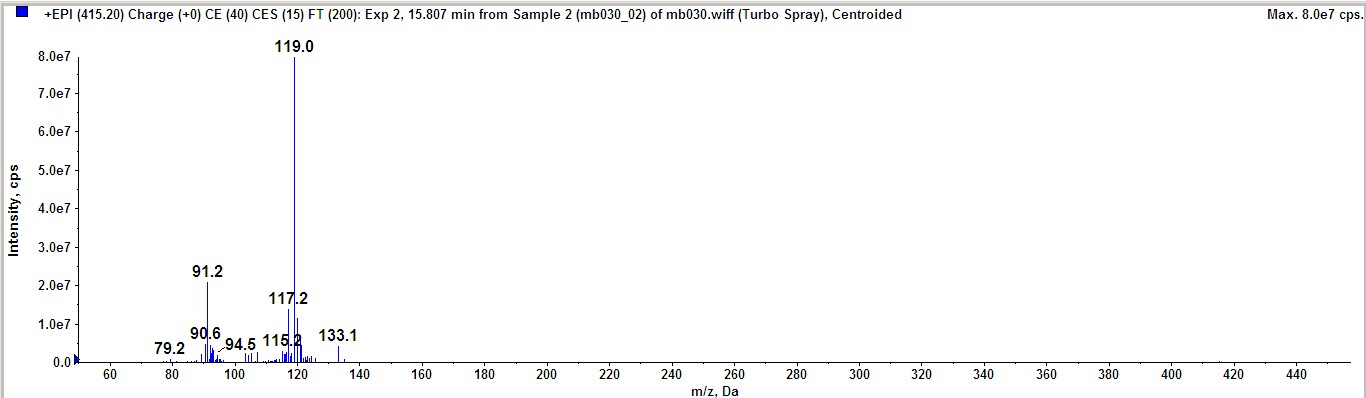 +EPI (415.20) Charge (+0) CE (40) CES (15) FT (200): Exp 2, 15.807 min from Sample 2 (mb030_02) of mb030.wiff (Turbo Spray), Centroided
Max. 8.0e7 cps.
119.0
8.0e7
7.0e7
6.0e7
5.0e7
4.0e7
3.0e7
2.0e7
1.0e7
0.0
Intensity, cps
91.2
117.2
90.6
133.1
115.2
94.5
79.2
60 80 100 120 140 160 180 200 220 240 260 280 300 320 340 360 380 400 420 440
m/z, Da